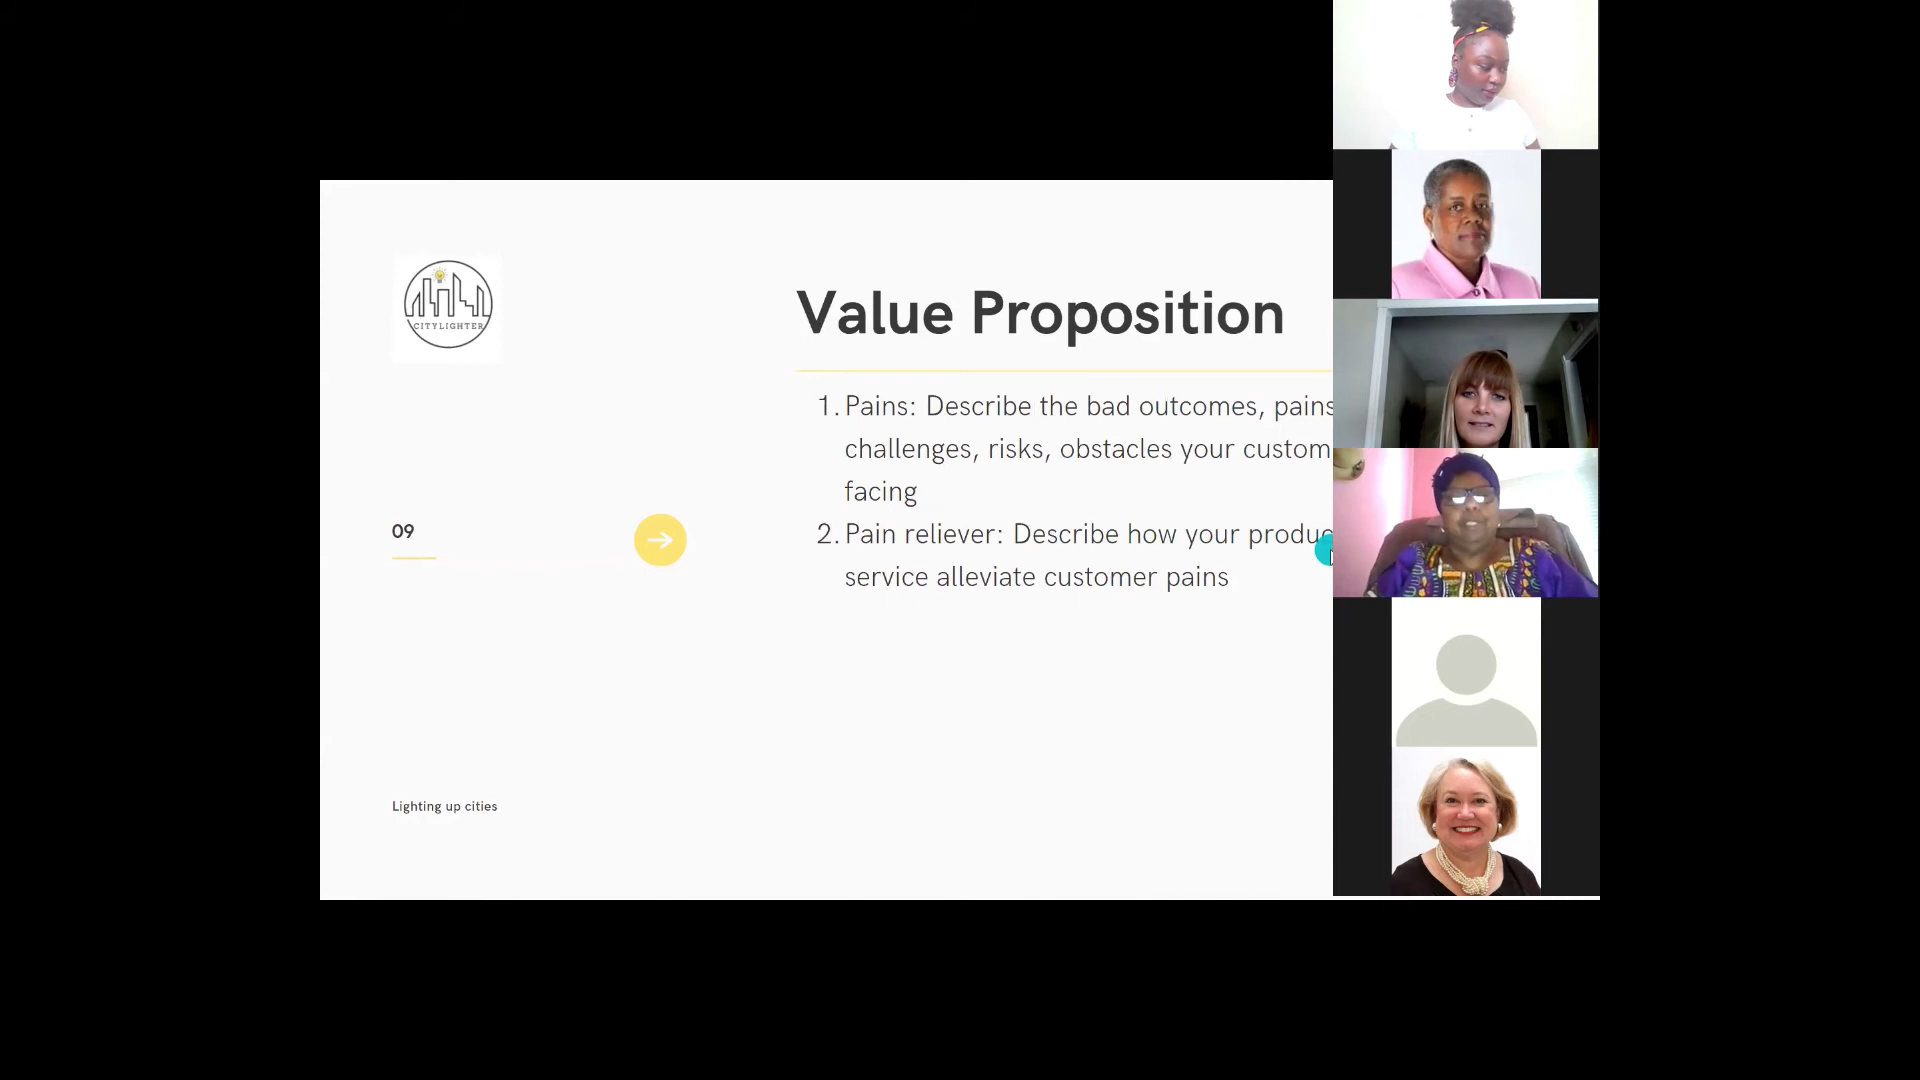 CITYLIGHTER
Value Proposition
1. Pains: Describe the bad outcomes, pains
challenges, risks, obstacles your custom
facing
2. Pain reliever: Describe how your produc
service alleviate customer pains
09
Lighting up cities